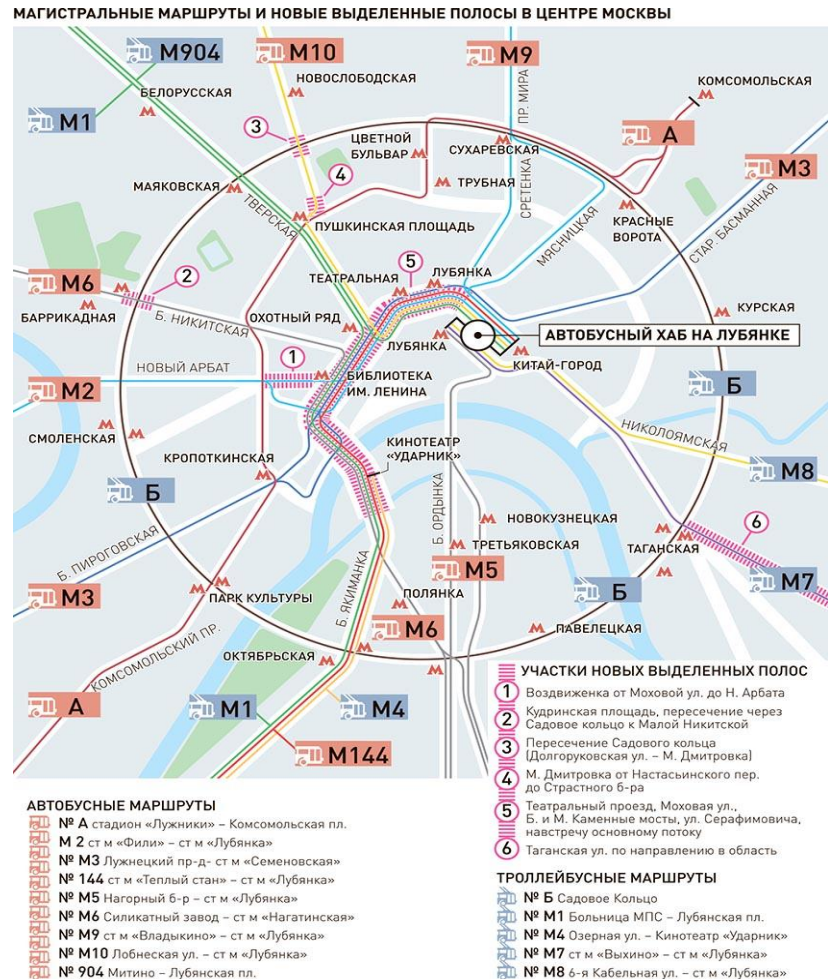 МАГИСТРАЛЬНЫЕ МАРШРУТЫ И НОВЫЕ ВЫДЕЛЕННЫЕ ПОЛОСЫ В ЦЕНТРЕ МОСКВЫ
М904
М10
М9
НОВОСЛОБОДСКАЯ
КОМСОМОЛЬСКАЯ
БЕЛОРУССКАЯ
ПР. МИРА
М1
3
ЦВЕТНОЙ
БУЛЬВАР
СУХАРЕВСКАЯ
А
М3
4
ТРУБНАЯ
МАЯКОВСКАЯ
ТВЕРСКАЯ
СРЕТЕНКА
МЯСНИЦКАЯ
СТАР-БАСМАННАЯ
ПУШКИНСКАЯ ПЛОЩАДЬ
КРАСНЫЕ
ВОРОТА
5
ТЕАТРАЛЬНАЯ
ЛУБЯНКА
2
М6
БАРРИКАДНАЯ
Б. НИКИТСКАЯ
ОХОТНЫЙ РЯД
КУРСКАЯ
ЛУБЯНКА
АВТОБУСНЫЙ ХАБ НА ЛУБЯНКЕ
1
НОВЫЙ АРБАТ
БИБЛИОТЕКА
ИМ. ЛЕНИНА
КИТАЙ-ГОРОД
М2
Б
СМОЛЕНСКАЯ
КИНОТЕАТР
«УДАРНИК»
НИКОЛОЯМСКАЯ
КРОПОТКИНСКАЯ
Б
М8
Б. ПИРОГОВСКАЯ
Б. ОРДЫНКА
НОВОКУЗНЕЦКАЯ
6
ТРЕТЬЯКОВСКАЯ
ТАГАНСКАЯ
М5
М7
М3
ПАРК КУЛЬТУРЫ
Б. ЯКИМАНКА
ПОЛЯНКА
Б
М6
ПАВЕЛЕЦКАЯ
КОМСОМОЛЬСКИЙ ПР.
ОКТЯБРЬСКАЯ
А
М1
М4
М144
УЧАСТКИ НОВЫХ ВЫДЕЛЕННЫХ ПОЛОС
1 Воздвиженка от Моховой ул. до Н. Арбата
2 Кудринская площадь, пересечение через
Садовое кольцо к Малой Никитской
3 Пересечение Садового кольца
(Долгоруковская ул. – М. Дмитровка)
4 М. Дмитровка от Настасьинского пер.
до Страстного б-ра
5 Театральный проезд, Моховая ул.,
Б. и М. Каменные мосты, ул. Серафимовича,
навстречу основному потоку
6 Таганская ул. по направлению в область
АВТОБУСНЫЕ МАРШРУТЫ
№ А стадион «Лужники» – Комсомольская пл.
М 2 ст м «Фили» – ст м «Лубянка»
№ М3 Лужнецкий пр-д- ст м «Семеновская»
№ 144 ст м «Теплый стан» – ст м «Лубянка»
№ М5 Нагорный б-р – ст м «Лубянка»
№ М6 Силикатный завод – ст м «Нагатинская»
№ М9 ст м «Владыкино» – ст м «Лубянка»
№ М10 Лобнеская ул. – ст м «Лубянка»
№ 904 Митино – Лубянская пл.
ТРОЛЛЕЙБУСНЫЕ МАРШРУТЫ
№ Б Садовое Кольцо
№ М1 Больница МПС – Лубянская пл.
№ М4 Озерная ул. – Кинотеатр «Ударник»
№ М7 ст м «Выхино» – ст м «Лубянка»
№ М8 6-я Кабельная ул. – ст м «Лубянка»